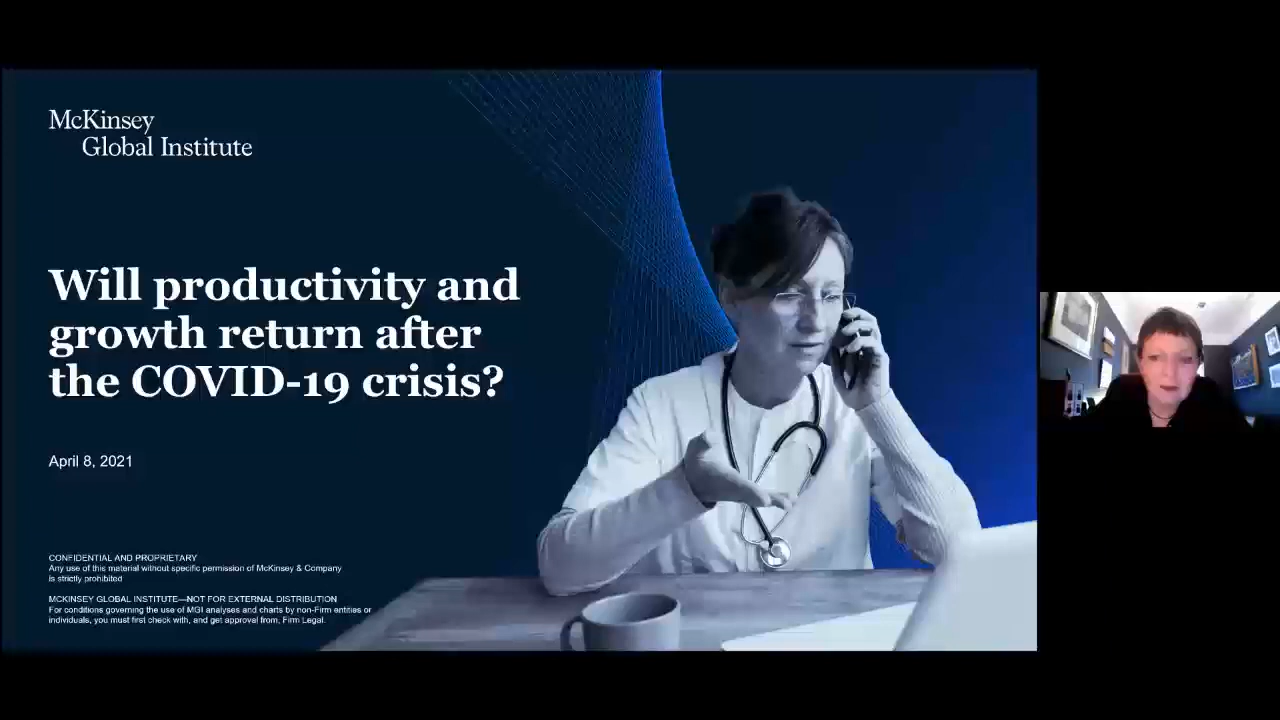 McKinsey
Global Institute
Will productivity and
growth return after
the COVID-19 crisis?
April 8, 2021
CONFIDENTIAL AND PROPRIETARY
Any use of this material without specific permission of McKinsey & Company
is strictly prohibited
MCKINSEY GLOBAL INSTITUTE—NOT FOR EXTERNAL DISTRIBUTION
For conditions governing the use of MGI analyses and charts by non-Firm entities or
individuals, you must first check with, and get approval from, Firm Legal.